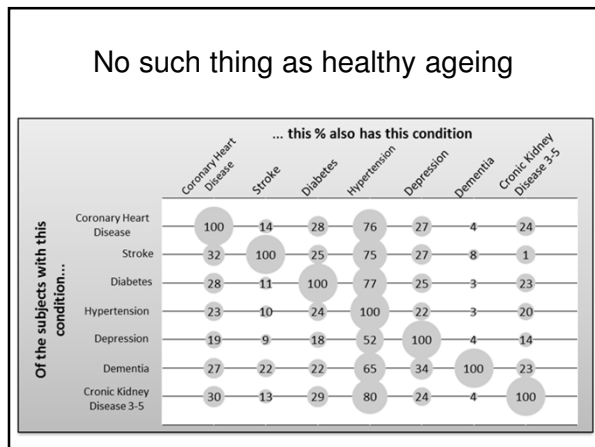 No such thing as healthy ageing
... this % also has this condition
Coronary Heart
Disease
Stroke
Diabetes
Hypertension
Depression
Dementia
Cronic Kidney
Disease 3-5
Of the subjects with this
condition...
Coronary Heart
Disease
100 14 28 76 27 4 24
Stroke 32 100 25 75 27 8 1
Diabetes 28 11 100 77 25 3 23
Hypertension 23 10 24 100 22 3 20
Depression 19 9 18 52 100 4 14
Dementia 27 22 22 65 34 100 23
Cronic Kidney
Disease 3-5
30 13 29 80 24 4 100